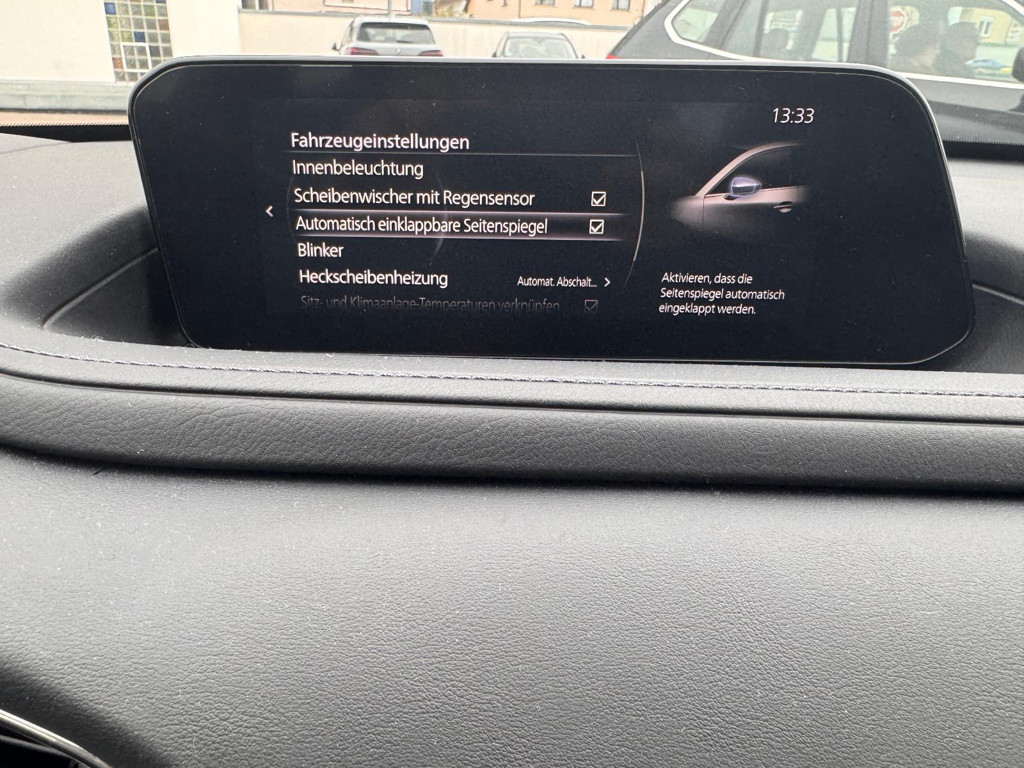 13:33
Fahrzeugeinstellungen
Innenbeleuchtung
Scheibenwischer mit Regensensor
Automatisch einklappbare Seitenspiegel
Blinker
Heckscheibenheizung Automat. Abschalt...
Sitz- und Klimaanlage-Temperaturen verknüpfen
Aktivieren, dass die
Seitenspiegel automatisch
eingeklappt werden.